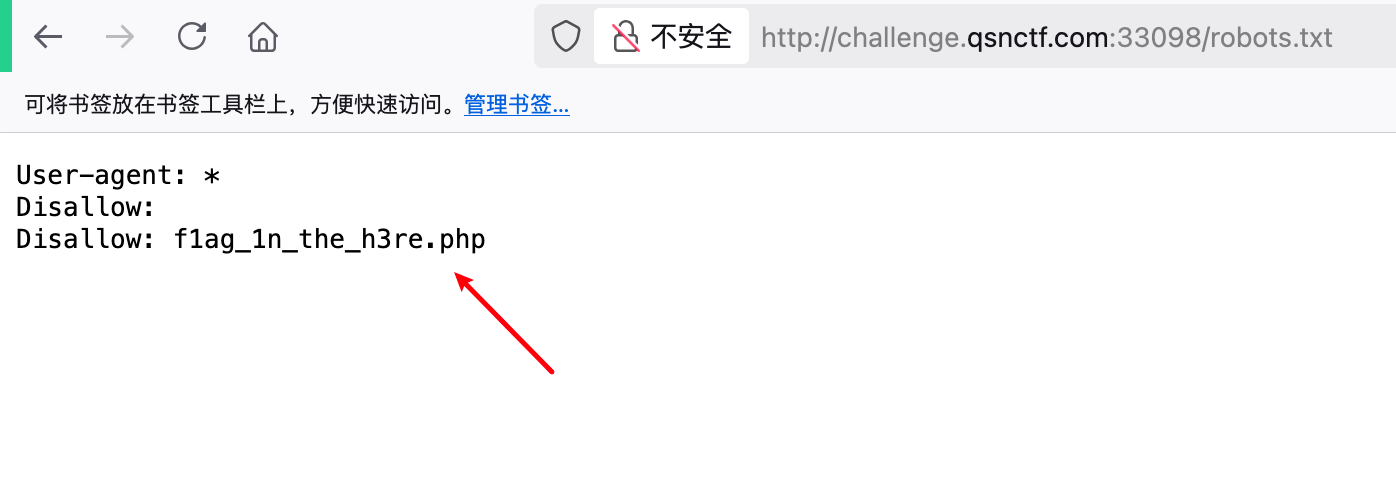 不安全 http://challenge.qsnctf.com:33098/robots.txt
可将书签放在书签工具栏上，方便快速访问。管理书签…
User-agent: *
Disallow:
Disallow: f1ag_1n_the_h3re.php